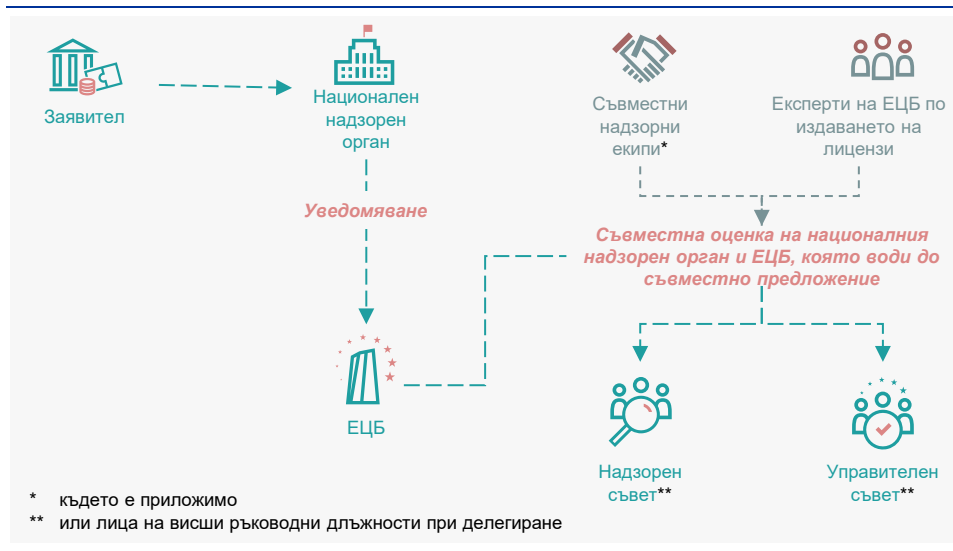 Заявител
Национален
надзорен
орган
Съвместни
надзорни
екипи*
Експерти на ЕЦБ по
издаването на
лицензи
Уведомяване
Съвместна оценка на националния
надзорен орган и ЕЦБ, която води до
съвместно предложение
ЕЦБ
Надзорен
съвет**
Управителен
съвет**
* където е приложимо
** или лица на висши ръководни длъжности при делегиране